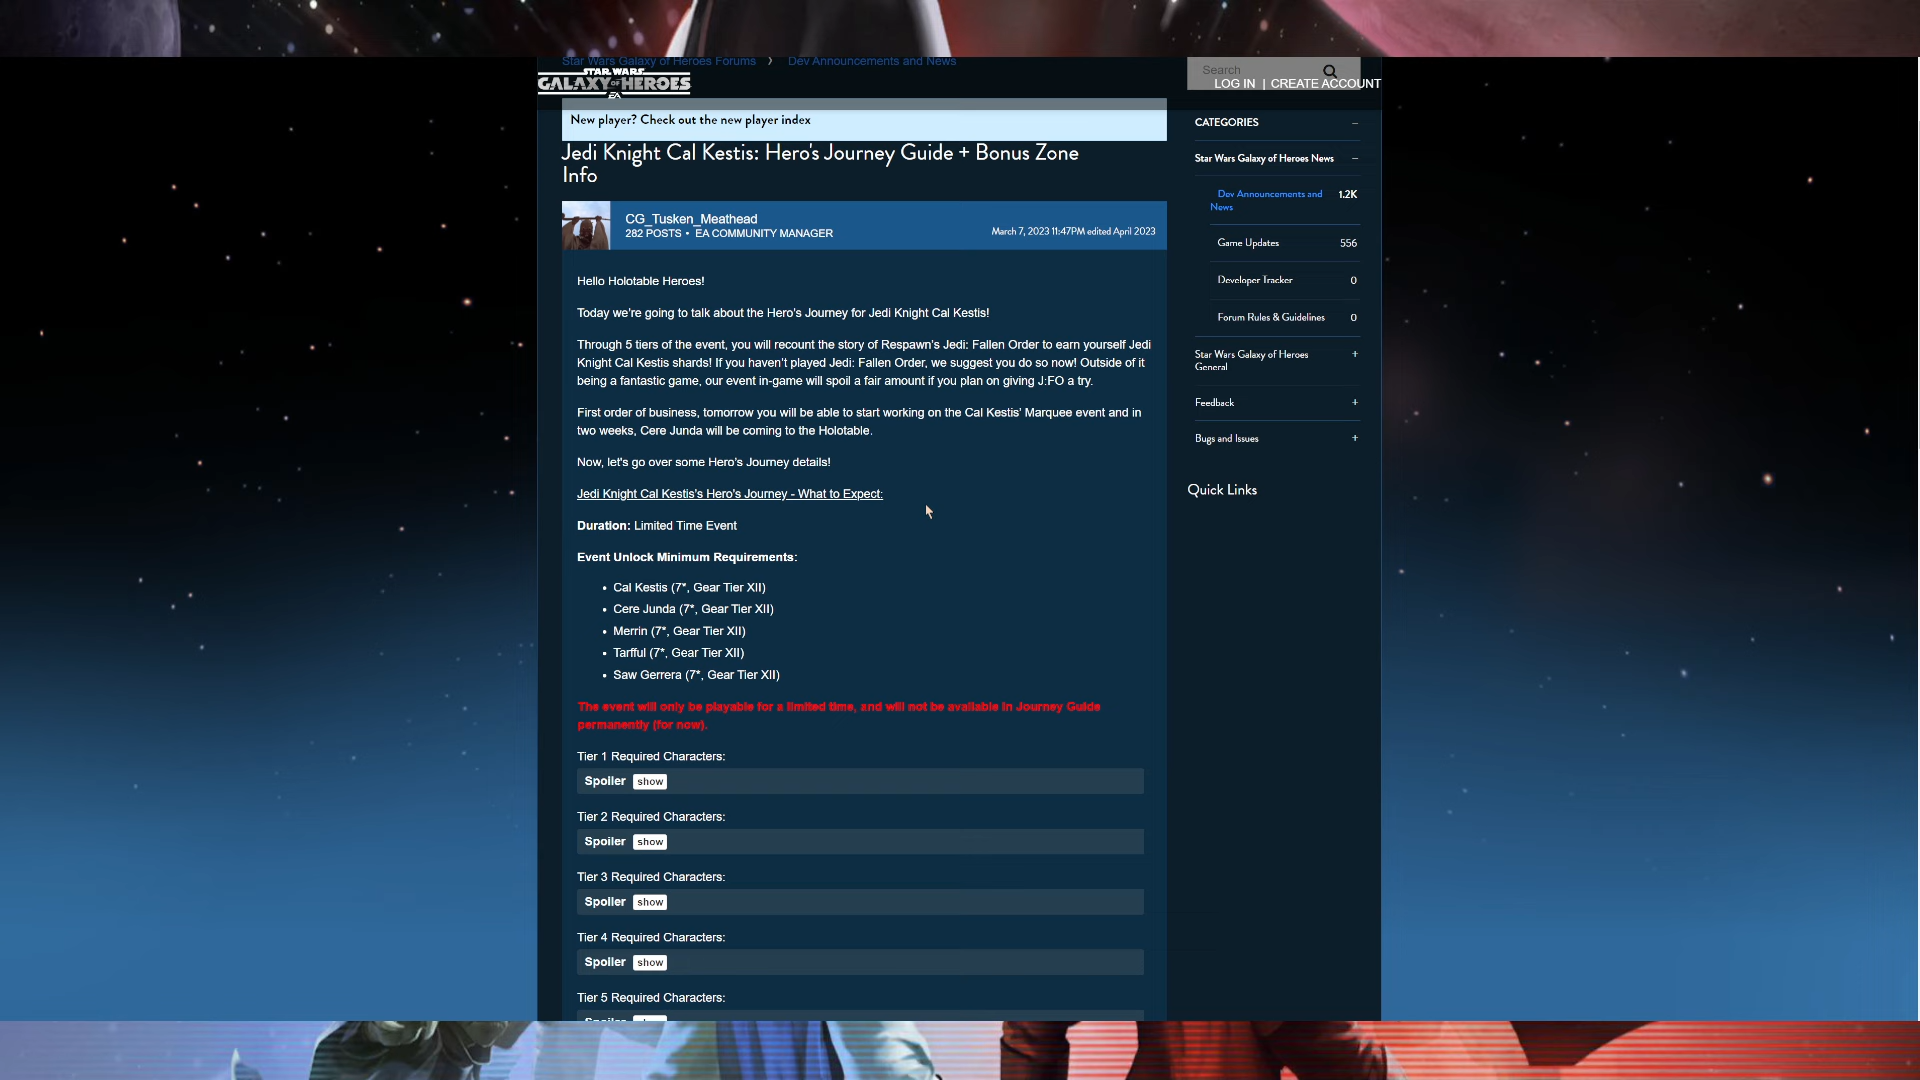 Star Wars Galaxy of Heroes Forums › Dev Announcements and News
Search
STAR WARS
GALAXY OF HEROES
EA
LOG IN | CREATE ACCOUNT
New player? Check out the new player index
Jedi Knight Cal Kestis: Hero's Journey Guide + Bonus Zone
Info
CG_Tusken_Meathead
282 POSTS • EA COMMUNITY MANAGER
March 7, 2023 11:47PM edited April 2023
Hello Holotable Heroes!
Today we're going to talk about the Hero's Journey for Jedi Knight Cal Kestis!
Through 5 tiers of the event, you will recount the story of Respawn's Jedi: Fallen Order to earn yourself Jedi
Knight Cal Kestis shards! If you haven't played Jedi: Fallen Order, we suggest you do so now! Outside of it
being a fantastic game, our event in-game will spoil a fair amount if you plan on giving J:FO a try.
First order of business, tomorrow you will be able to start working on the Cal Kestis' Marquee event and in
two weeks, Cere Junda will be coming to the Holotable.
Now, let's go over some Hero's Journey details!
Jedi Knight Cal Kestis's Hero's Journey - What to Expect:
Duration: Limited Time Event
Event Unlock Minimum Requirements:
• Cal Kestis (7*, Gear Tier XII)
• Cere Junda (7*, Gear Tier XII)
• Merrin (7*, Gear Tier XII)
• Tarfful (7*, Gear Tier XII)
• Saw Gerrera (7*, Gear Tier XII)
The event will only be playable for a limited time, and will not be available in Journey Guide
permanently (for now).
Tier 1 Required Characters:
Spoiler show
Tier 2 Required Characters:
Spoiler show
Tier 3 Required Characters:
Spoiler show
Tier 4 Required Characters:
Spoiler show
Tier 5 Required Characters:
CATEGORIES –
Star Wars Galaxy of Heroes News –
Dev Announcements and 1.2K
News
Game Updates 556
Developer Tracker 0
Forum Rules & Guidelines 0
Star Wars Galaxy of Heroes +
General
Feedback +
Bugs and Issues +
Quick Links